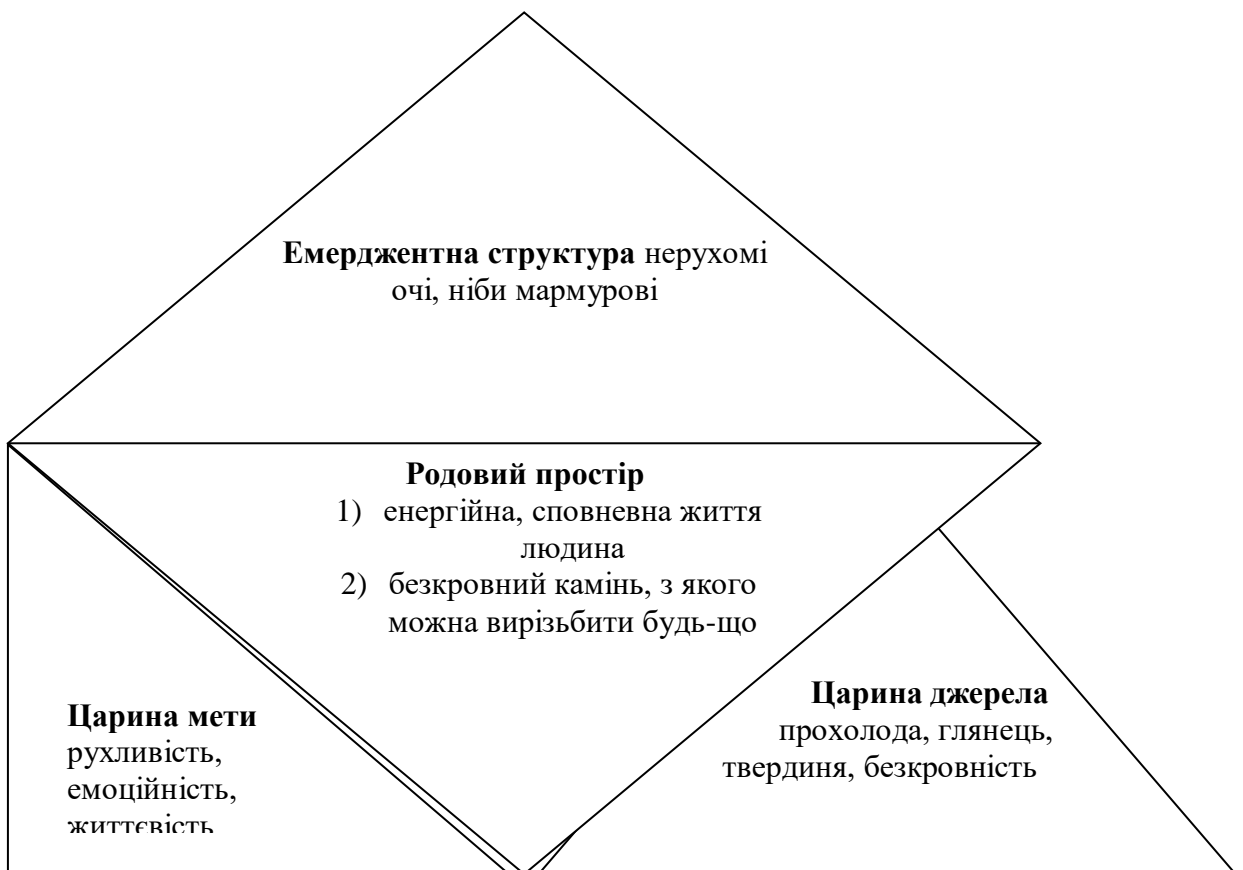 Емерджентна структура нерухомі
очі, ніби мармурові
Родовий простір
1) енергійна, сповневна життя
людина
2) безкровний камінь, з якого
можна вирізьбити будь-що
Царина мети
рухливість,
емоційність,
життєвість
Царина джерела
прохолода, глянець,
твердиня, безкровність